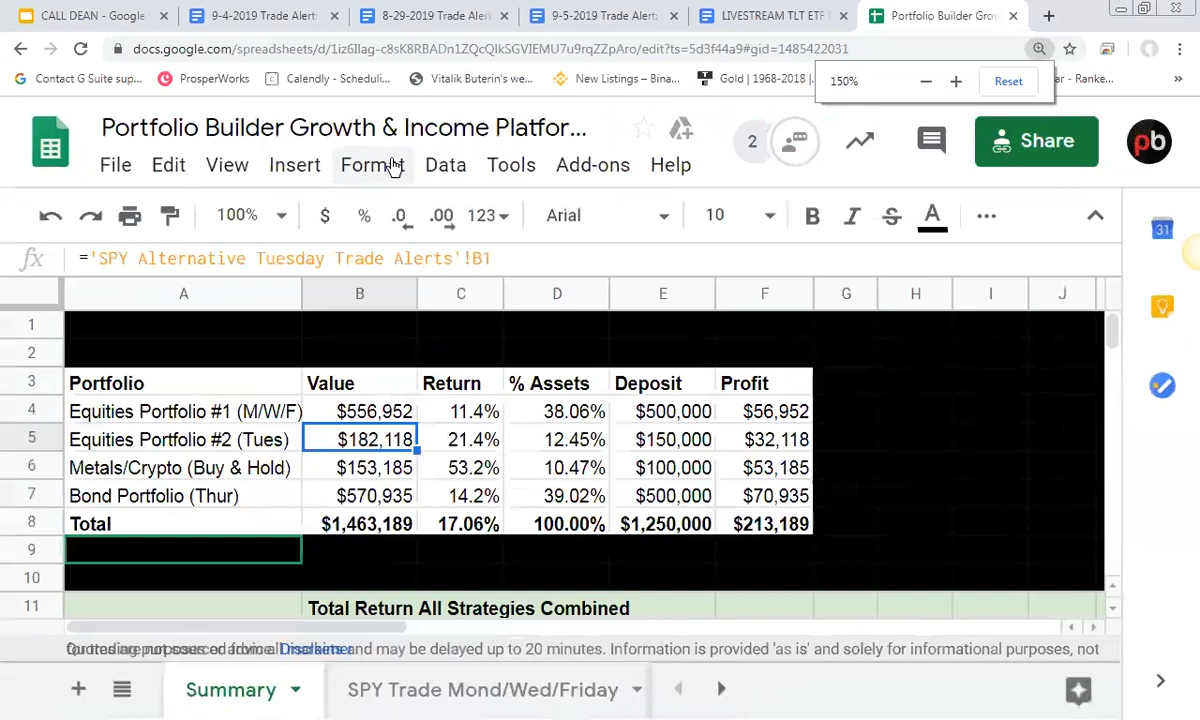 CALL DEAN - Google
9-4-2019 Trade Alert
8-29-2019 Trade Aler
9-5-2019 Trade Alert
LIVESTREAM TLT ETF
Portfolio Builder Grow
docs.google.com/spreadsheets/d/1iz6Ilag-c8sK8RBADn1ZQcQlkSGVIEMU7u9rqZZpAro/edit?ts=5d3f44a9#gid=1485422031
Contact G Suite sup...
ProsperWorks
Calendly - Scheduli...
Vitalik Buterin's we...
New Listings – Bina...
Gold | 1968-2018 |
ar - Ranke...
150%
Reset
Portfolio Builder Growth & Income Platfor...
2
Share
pb
File Edit View Insert Format Data Tools Add-ons Help
100% $ % .0 .00 123 Arial 10 B I S A
fx ='SPY Alternative Tuesday Trade Alerts'!B1
31
A B C D E F G H I J
1
2
3 Portfolio Value Return % Assets Deposit Profit
4 Equities Portfolio #1 (M/W/F) $556,952 11.4% 38.06% $500,000 $56,952
5 Equities Portfolio #2 (Tues) $182,118 21.4% 12.45% $150,000 $32,118
6 Metals/Crypto (Buy & Hold) $153,185 53.2% 10.47% $100,000 $53,185
7 Bond Portfolio (Thur) $570,935 14.2% 39.02% $500,000 $70,935
8 Total $1,463,189 17.06% 100.00% $1,250,000 $213,189
9
10
11 Total Return All Strategies Combined
and may be delayed up to 20 minutes. Information is provided 'as is' and solely for informational purposes, not
Summary
SPY Trade Mond/Wed/Friday